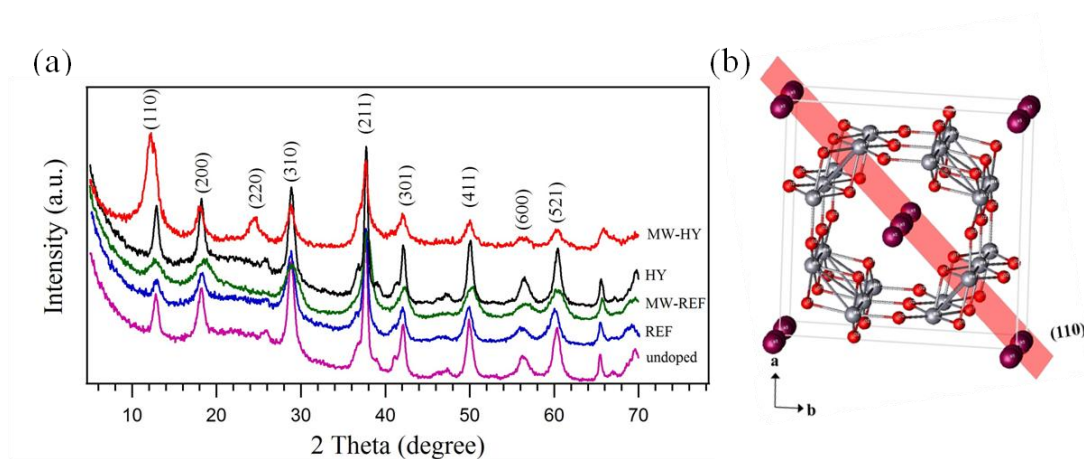 (a)
(b)
Intensity (a.u.)
(110)
(200)
(220)
(310)
(211)
(301)
(411)
(600)
(521)
MW-HY
HY
MW-REF
REF
undoped
10 20 30 40 50 60 70
2 Theta (degree)
(110)
a
b